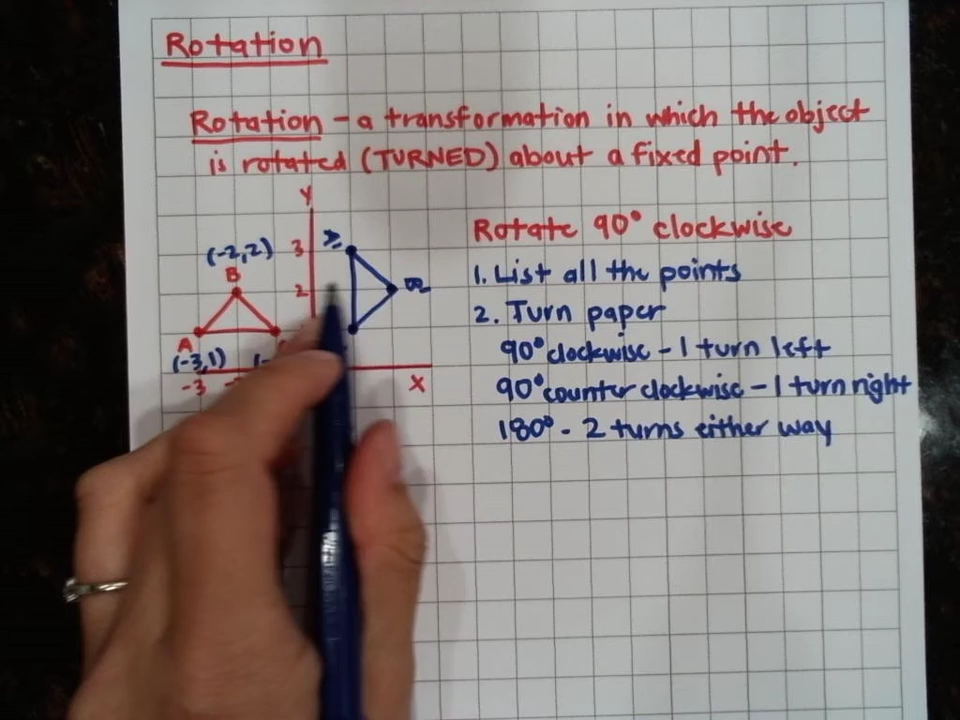 Rotation
Rotation - a transformation in which the object
is rotated (TURNED) about a fixed point.
Y
3
2
(-2,2)
B
A
A
B
(-3,1)
-3
X
Rotate 90° clockwise
1. List all the points
2. Turn paper
90° clockwise - 1 turn left
90° counter clockwise - 1 turn right
180° - 2 turns either way